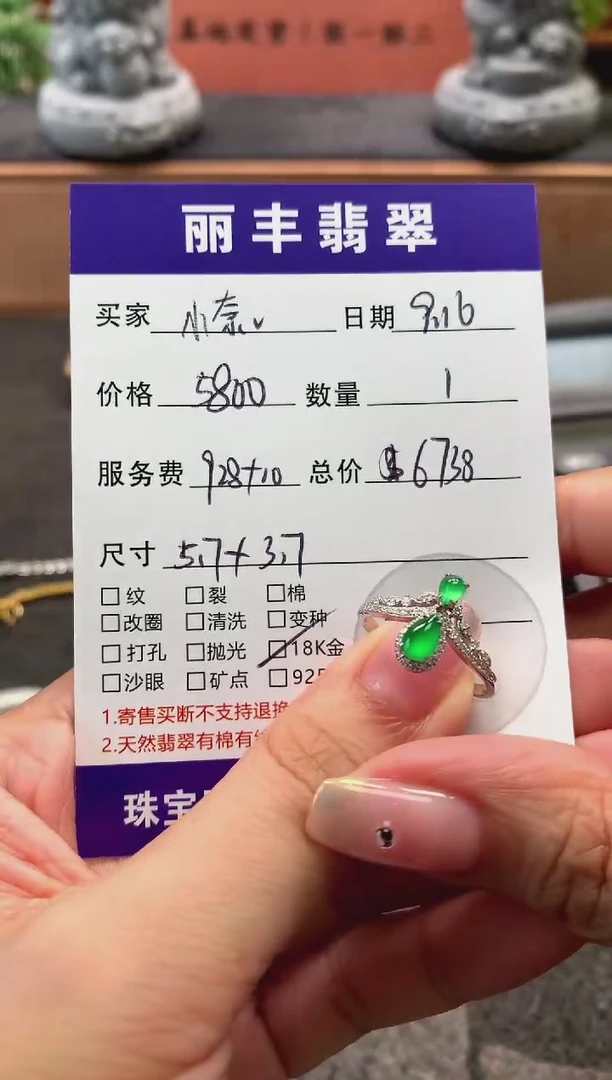 丽丰翡翠
买家 小奈 日期 9.16
价格 5800 数量 1
服务费 928+10 总价 6738
尺寸 5.7+3.7
□纹 □裂 □棉
□改圈 □清洗 □变种
□打孔 □抛光 □18K金
□沙眼 □矿点 □925
1.寄售买断不支持退换
2.天然翡翠有棉有
珠宝